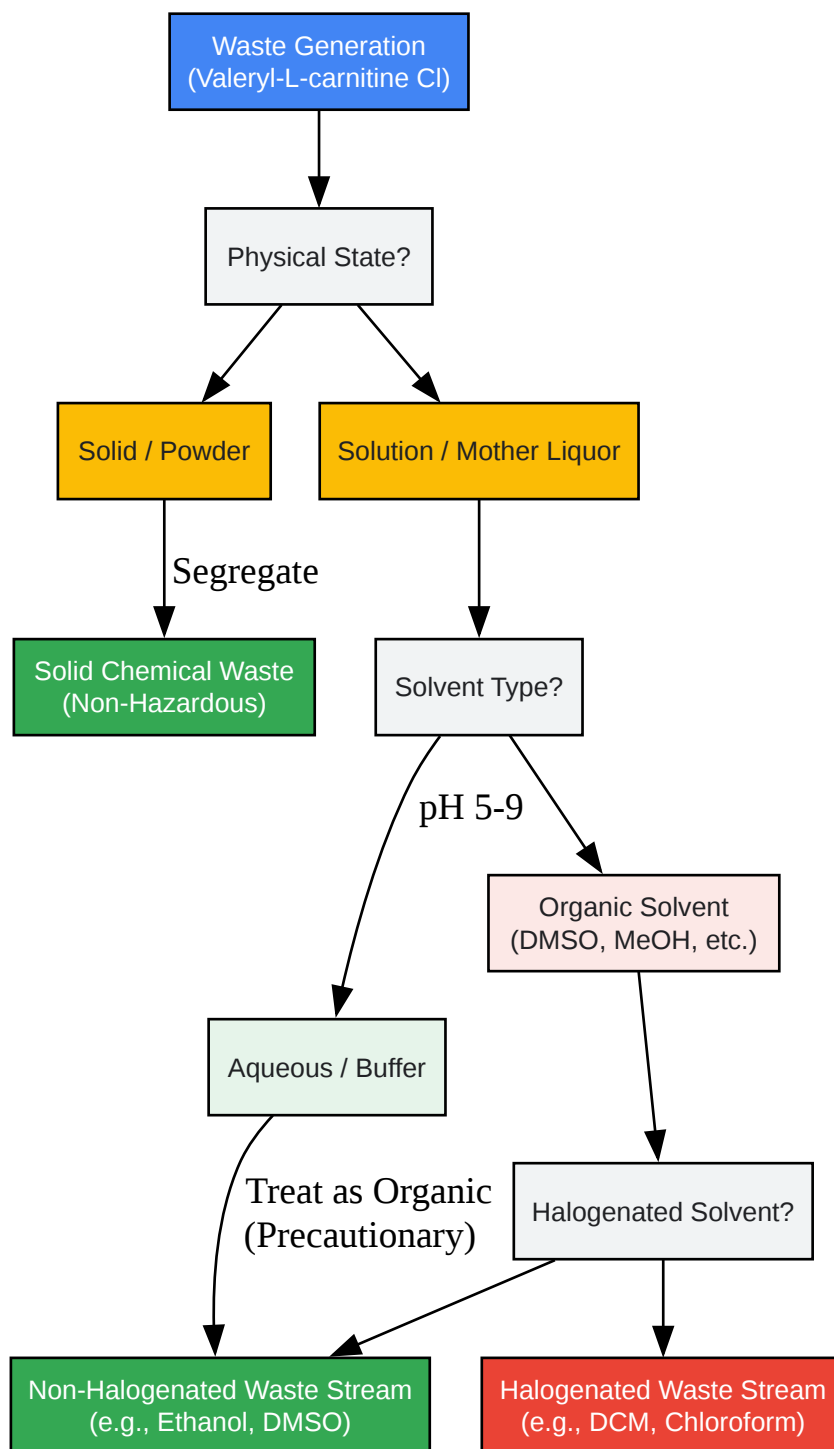 Waste Generation
(Valeryl-L-carnitine Cl)
Physical State?
Solid / Powder
Solution / Mother Liquor
Segregate
Solid Chemical Waste
(Non-Hazardous)
Solvent Type?
pH 5-9
Organic Solvent
(DMSO, MeOH, etc.)
Aqueous / Buffer
Treat as Organic
(Precautionary)
Halogenated Solvent?
Non-Halogenated Waste Stream
(e.g., Ethanol, DMSO)
Halogenated Waste Stream
(e.g., DCM, Chloroform)